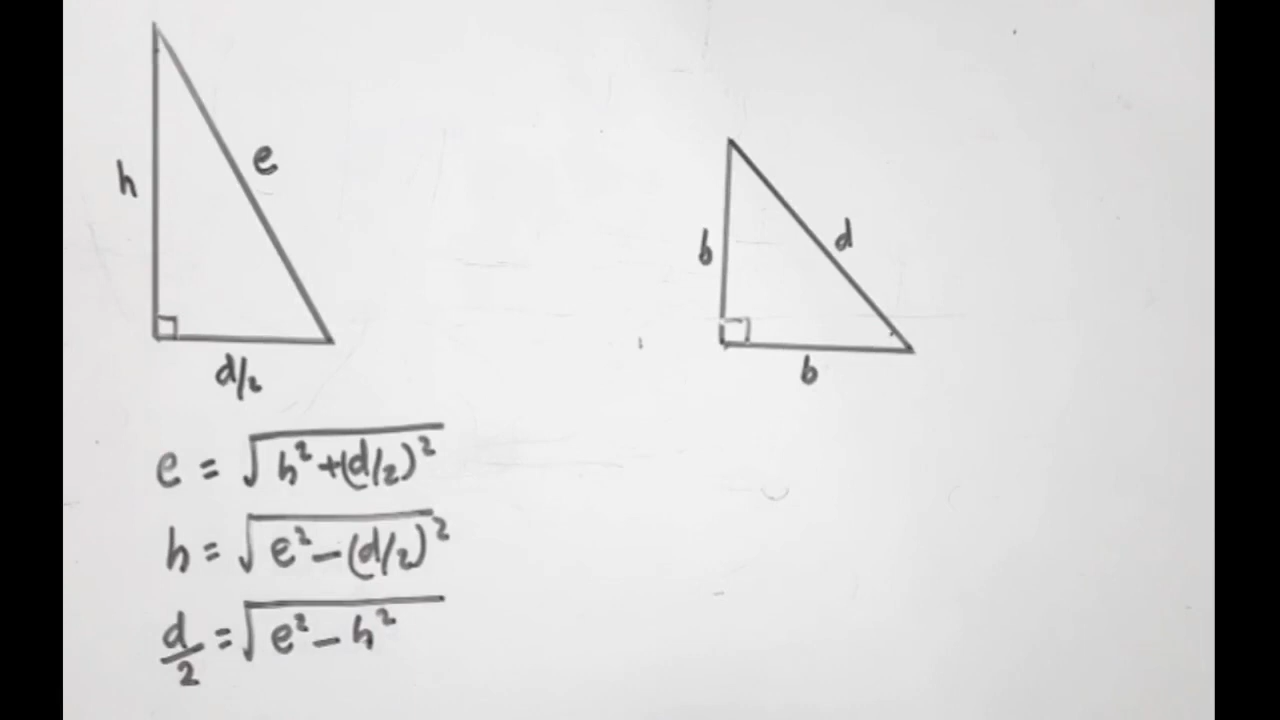 h
e
d/2
b
d
b
e = √h²+(d/2)²
h = √e²-(d/2)²
d/2 = √e²-h²